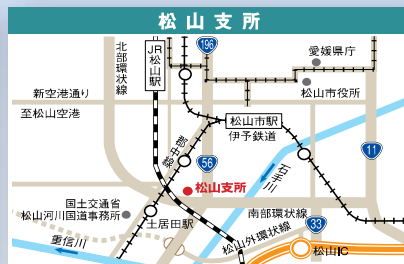 松山支所
北部環状線
JR松山駅
196
愛媛県庁
松山市役所
新空港通り
至松山空港
松山市駅
伊予鉄道
郡中線
56
石手川
11
松山支所
国土交通省
松山河川国道事務所
土居田駅
南部環状線
33
松山外環状線
重信川
松山IC